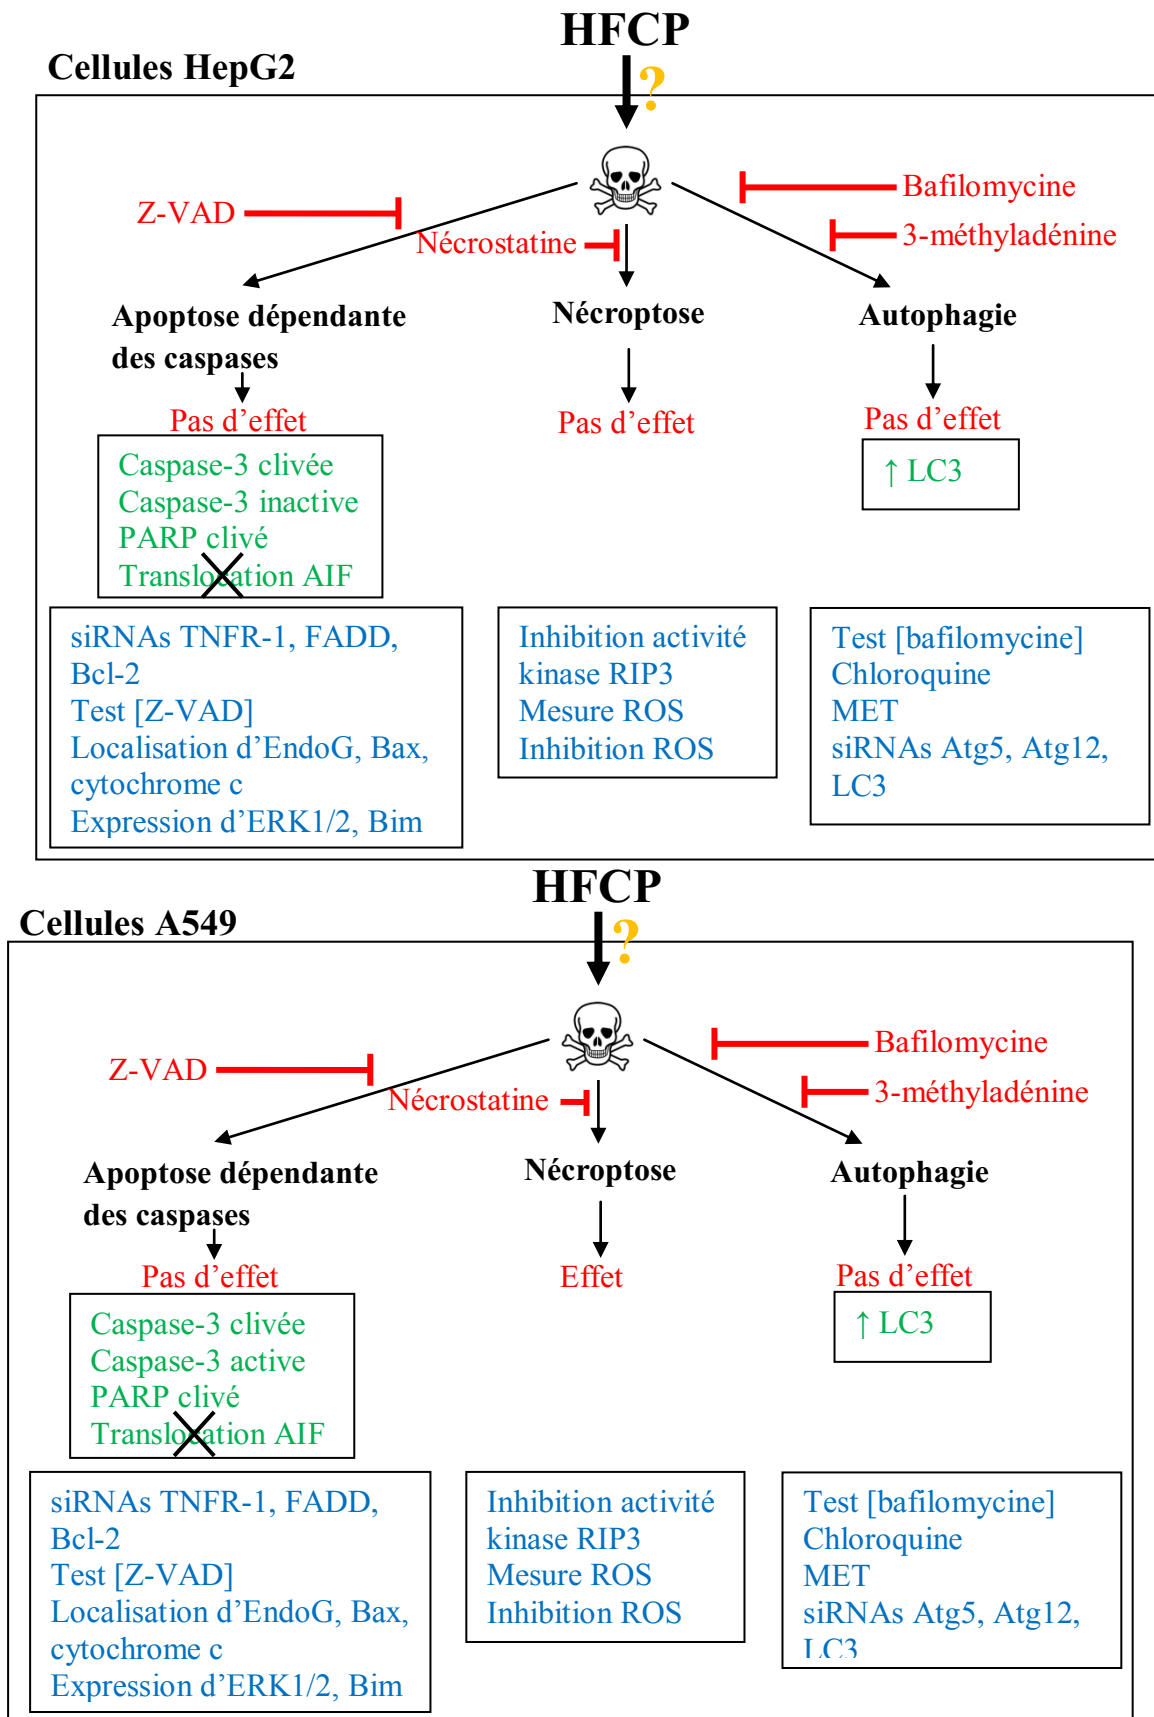 HFCP
Cellules HepG2
?
Z-VAD
Nécrostatine
Bafilomycine
3-méthyladénine
Apoptose dépendante
des caspases
Nécroptose
Autophagie
Pas d'effet
Pas d'effet
Pas d'effet
Caspase-3 clivée
Caspase-3 inactive
PARP clivé
Translocation AIF
↑ LC3
siRNAs TNFR-1, FADD,
Bcl-2
Test [Z-VAD]
Localisation d'EndoG, Bax,
cytochrome c
Expression d'ERK1/2, Bim
Inhibition activité
kinase RIP3
Mesure ROS
Inhibition ROS
Test [bafilomycine]
Chloroquine
MET
siRNAs Atg5, Atg12,
LC3
HFCP
Cellules A549
?
Z-VAD
Nécrostatine
Bafilomycine
3-méthyladénine
Apoptose dépendante
des caspases
Nécroptose
Autophagie
Pas d'effet
Effet
Pas d'effet
Caspase-3 clivée
Caspase-3 active
PARP clivé
Translocation AIF
↑ LC3
siRNAs TNFR-1, FADD,
Bcl-2
Test [Z-VAD]
Localisation d'EndoG, Bax,
cytochrome c
Expression d'ERK1/2, Bim
Inhibition activité
kinase RIP3
Mesure ROS
Inhibition ROS
Test [bafilomycine]
Chloroquine
MET
siRNAs Atg5, Atg12,
LC3